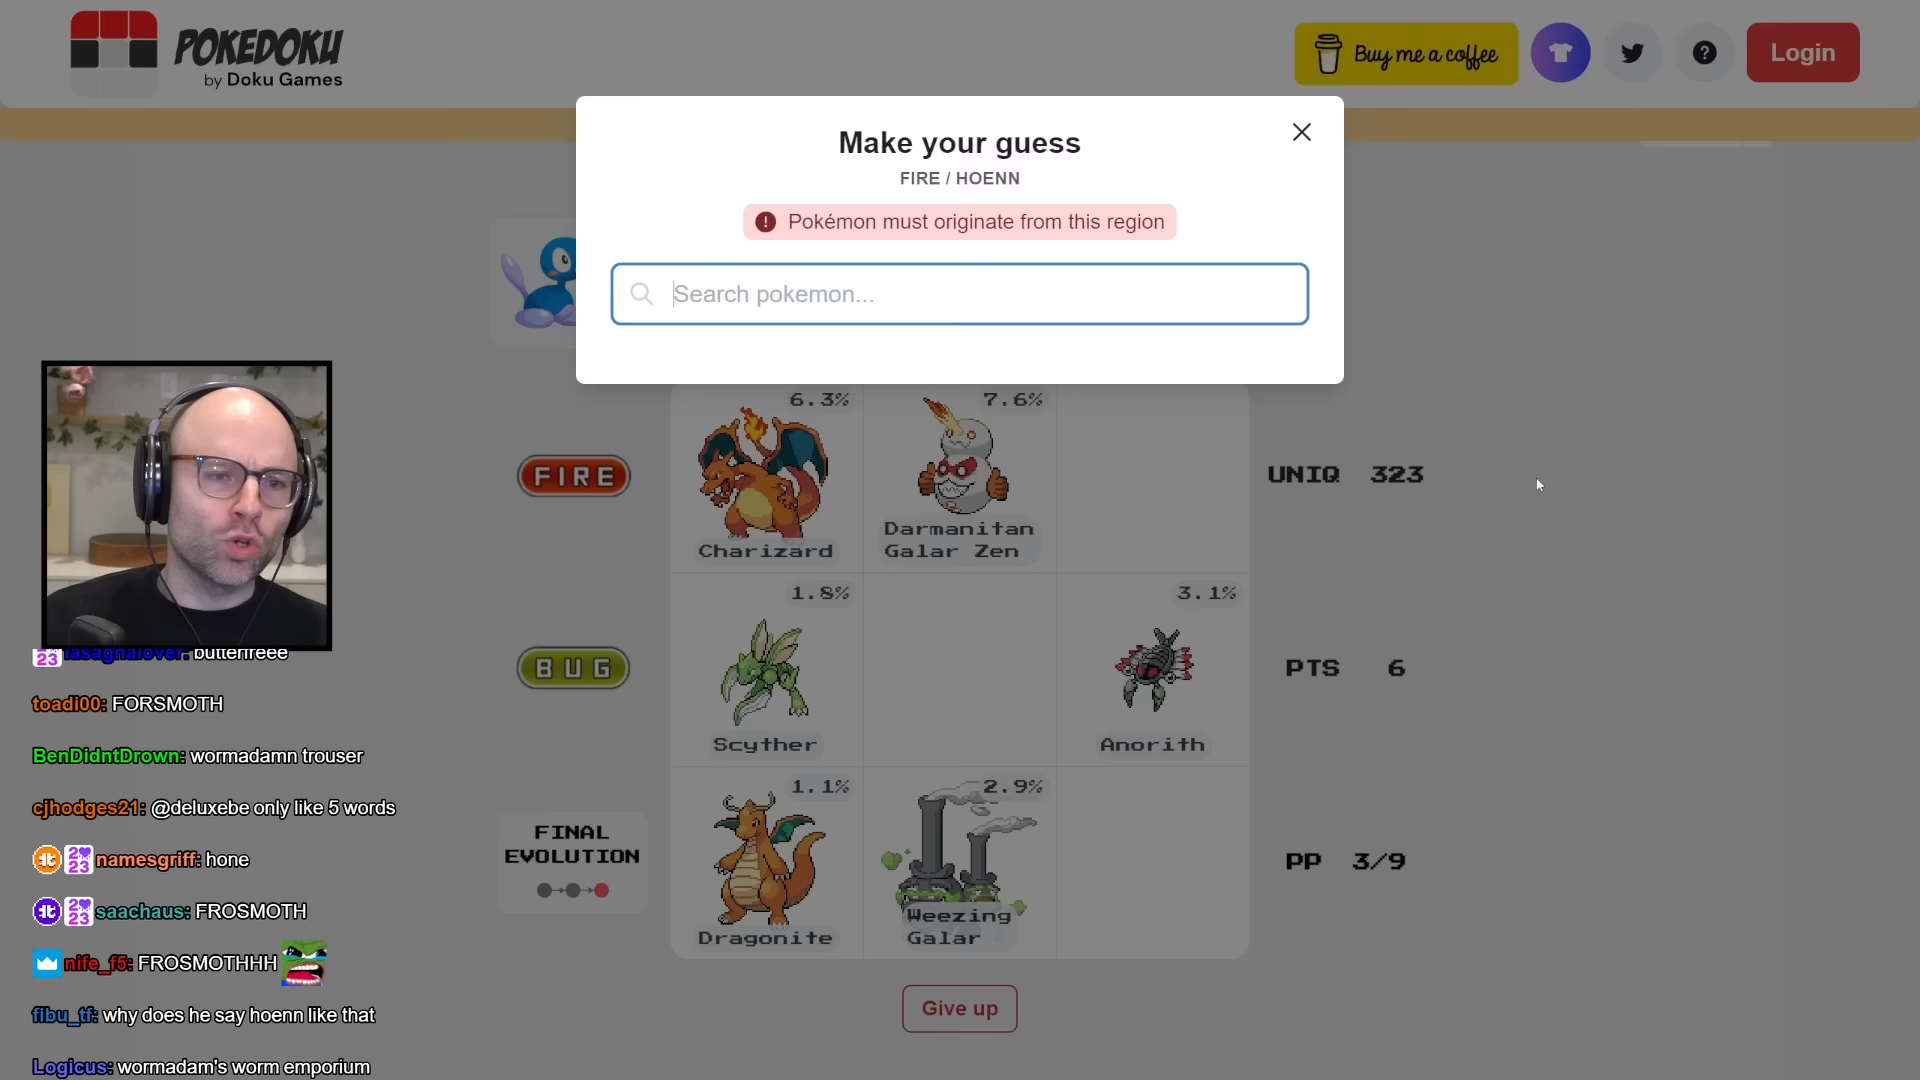 POKEDOKU
by Doku Games
Buy me a coffee
Login
Make your guess
FIRE / HOENN
Pokémon must originate from this region
Search pokemon...
6.3%
7.6%
FIRE
Charizard
Darmanitan
Galar Zen
UNIQ 323
1.8%
3.1%
BUG
Scyther
Anorith
PTS 6
1.1%
2.9%
FINAL
EVOLUTION
Dragonite
Weezing
Galar
PP 3/9
Give up
lasagnalover: butterfreee
toadi00: FORSMOTH
BenDidntDrown: wormadamn trouser
cjhodges21: @deluxebe only like 5 words
namesgriff: hone
saachaus: FROSMOTH
nife_f5: FROSMOTHHH
fibu_tf: why does he say hoenn like that
Logicus: wormadam's worm emporium